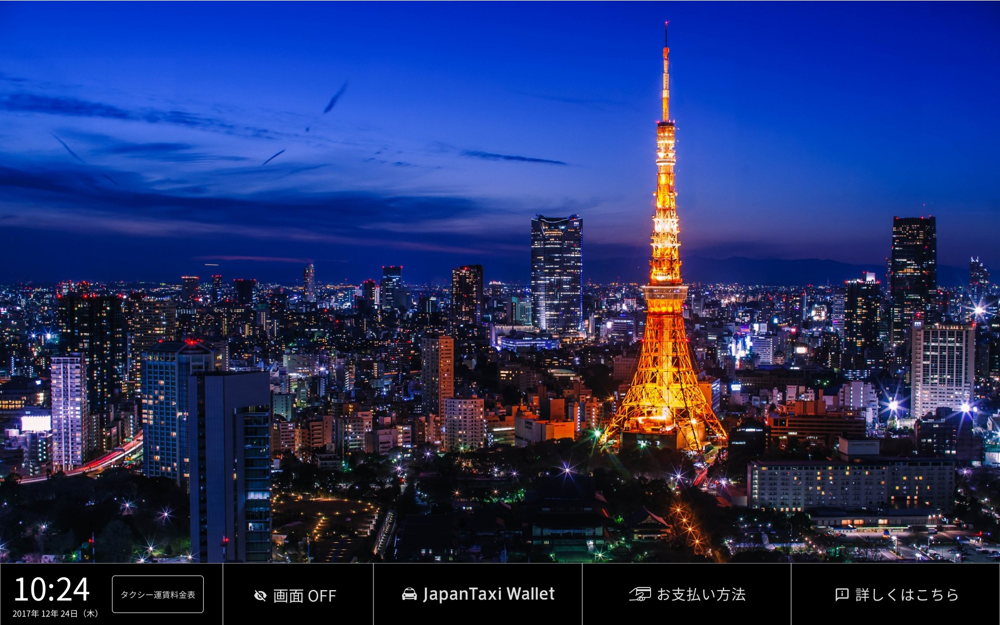 10:24
2017年 12年 24日（木）
タクシー運賃料金表
画面 OFF
JapanTaxi Wallet
お支払い方法
詳しくはこちら